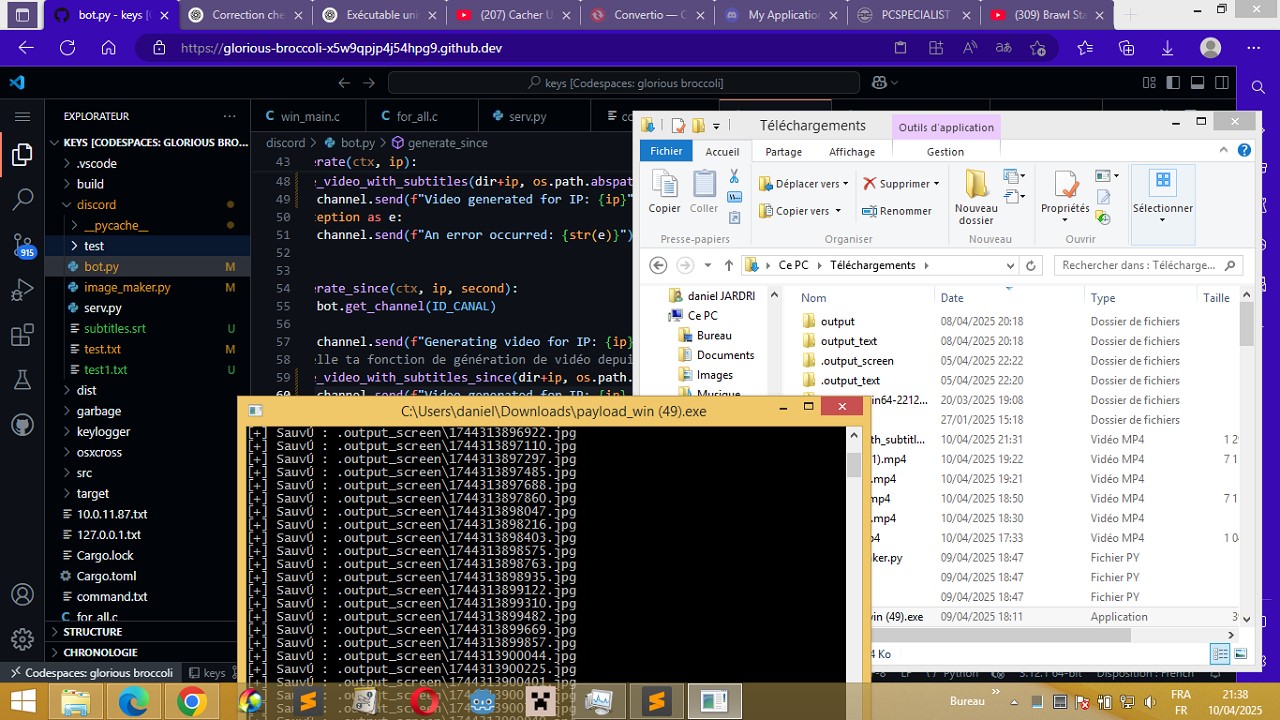 bot.py - keys [
Correction che
Exécutable uni
(207) Cacher U
Convertio — C
My Application
PCSPECIALIST
(309) Brawl Sta
https://glorious-broccoli-x5w9qpjp4j54hpg9.github.dev
keys [Codespaces: glorious broccoli]
EXPLORATEUR
KEYS [CODESPACES: GLORIOUS BRO...
.vscode
build
discord
__pycache__
test
bot.py M
image_maker.py M
serv.py
subtitles.srt U
test.txt M
test1.txt U
dist
garbage
keylogger
osxcross
src
target
10.0.11.87.txt
127.0.0.1.txt
Cargo.lock
Cargo.toml
command.txt
for_all.c
STRUCTURE
CHRONOLOGIE
915
win_main.c
for_all.c
serv.py
discord > bot.py > generate_since
43 erate(ctx, ip):
48 r_video_with_subtitles(dir+ip, os.path.abspat
49 channel.send(f"Video generated for IP: {ip}"
50 ception as e:
51 channel.send(f"An error occurred: {str(e)}")
52
53
54 erate_since(ctx, ip, second):
55 bot.get_channel(ID_CANAL)
56
57 channel.send(f"Generating video for IP: {ip}
58 elle ta fonction de génération de vidéo depui
59 r_video_with_subtitles_since(dir+ip, os.path.
60 channel.send(f"Video generated for IP: {ip}
Téléchargements
Outils d'application
Fichier
Accueil
Partage
Affichage
Gestion
Copier
Coller
Déplacer vers
Copier vers
Supprimer
Renommer
Nouveau dossier
Propriétés
Sélectionner
Presse-papiers
Organiser
Nouveau
Ouvrir
Ce PC
Téléchargements
Rechercher dans : Télécharge...
daniel JARDRI
Ce PC
Bureau
Documents
Images
Musique
Nom Date Type Taille
output 08/04/2025 20:18 Dossier de fichiers
output_text 08/04/2025 20:18 Dossier de fichiers
.output_screen 05/04/2025 22:22 Dossier de fichiers
.output_text 05/04/2025 22:20 Dossier de fichiers
in64-2212... 20/03/2025 19:08 Dossier de fichiers
27/01/2025 15:18 Dossier de fichiers
th_subtitl... 10/04/2025 21:31 Vidéo MP4
1).mp4 10/04/2025 19:22 Vidéo MP4
.mp4 10/04/2025 19:21 Vidéo MP4
mp4 10/04/2025 18:50 Vidéo MP4
.mp4 10/04/2025 18:30 Vidéo MP4
p4 10/04/2025 17:33 Vidéo MP4
ker.py 09/04/2025 18:47 Fichier PY
09/04/2025 18:47 Fichier PY
09/04/2025 18:47 Fichier PY
win (49).exe 09/04/2025 18:11 Application
C:\Users\daniel\Downloads\payload_win (49).exe
[+] SauvÚ : .output_screen\1744313896922.jpg
[+] SauvÚ : .output_screen\1744313897110.jpg
[+] SauvÚ : .output_screen\1744313897297.jpg
[+] SauvÚ : .output_screen\1744313897485.jpg
[+] SauvÚ : .output_screen\1744313897688.jpg
[+] SauvÚ : .output_screen\1744313897860.jpg
[+] SauvÚ : .output_screen\1744313898047.jpg
[+] SauvÚ : .output_screen\1744313898216.jpg
[+] SauvÚ : .output_screen\1744313898403.jpg
[+] SauvÚ : .output_screen\1744313898575.jpg
[+] SauvÚ : .output_screen\1744313898763.jpg
[+] SauvÚ : .output_screen\1744313898935.jpg
[+] SauvÚ : .output_screen\1744313899122.jpg
[+] SauvÚ : .output_screen\1744313899310.jpg
[+] SauvÚ : .output_screen\1744313899482.jpg
[+] SauvÚ : .output_screen\1744313899669.jpg
[+] SauvÚ : .output_screen\1744313899857.jpg
[+] SauvÚ : .output_screen\1744313900044.jpg
[+] SauvÚ : .output_screen\1744313900225.jpg
[+] SauvÚ : .output_screen\1744313900401.jpg
Codespaces: glorious broccoli
keys
Python
3.12.1 64-bit
Disposition : French
Bureau
FRA
FR
21:38
10/04/2025